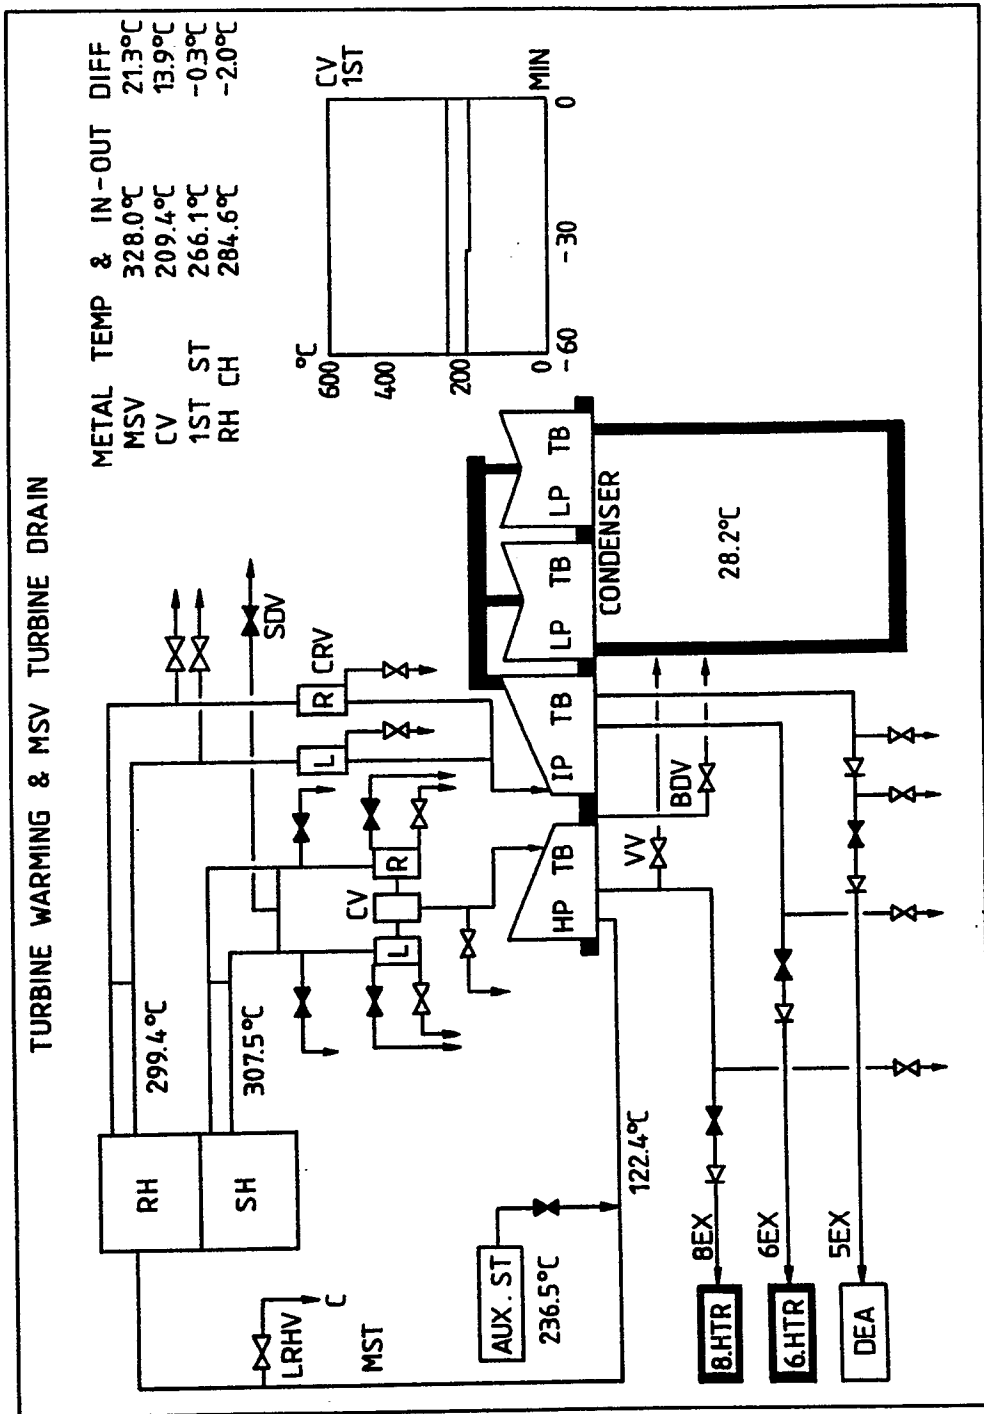 TURBINE WARMING & MSV TURBINE DRAIN
METAL TEMP & IN-OUT DIFF
MSV 328.0°C 21.3°C
CV 209.4°C 13.9°C
1ST ST 266.1°C -0.3°C
RH CH 284.6°C -2.0°C
°C
600
400
200
0
-60
-30
0
MIN
CV
1ST
RH
SH
299.4°C
307.5°C
SDV
L
R
CRV
L
CV
R
LRHV
C
MST
AUX. ST
236.5°C
122.4°C
HP TB
IP TB
LP TB
LP TB
CONDENSER
28.2°C
VV
BDV
8EX
6EX
5EX
8.HTR
6.HTR
DEA